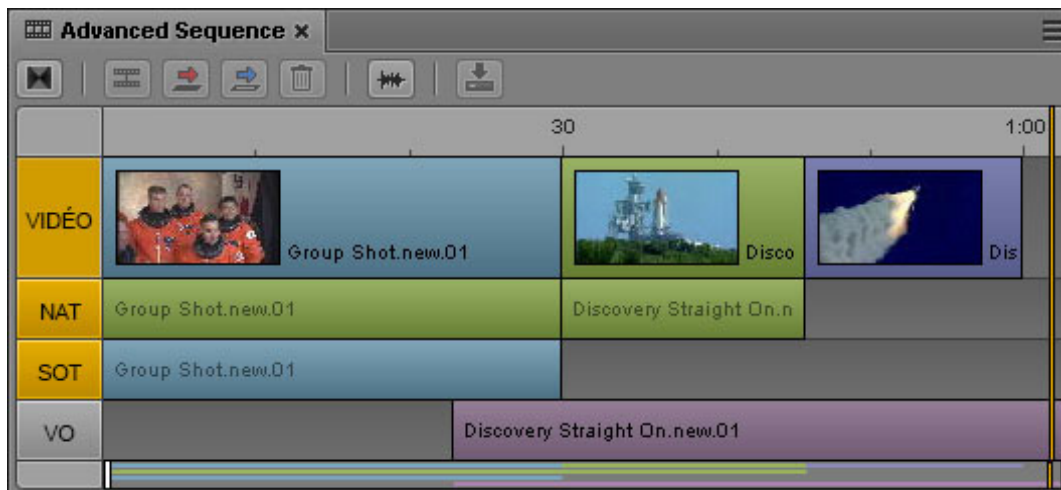 Advanced Sequence
30 1:00
VIDÉO Group Shot.new.01 Disco Dis
NAT Group Shot.new.01 Discovery Straight On.n
SOT Group Shot.new.01
VO Discovery Straight On.new.01